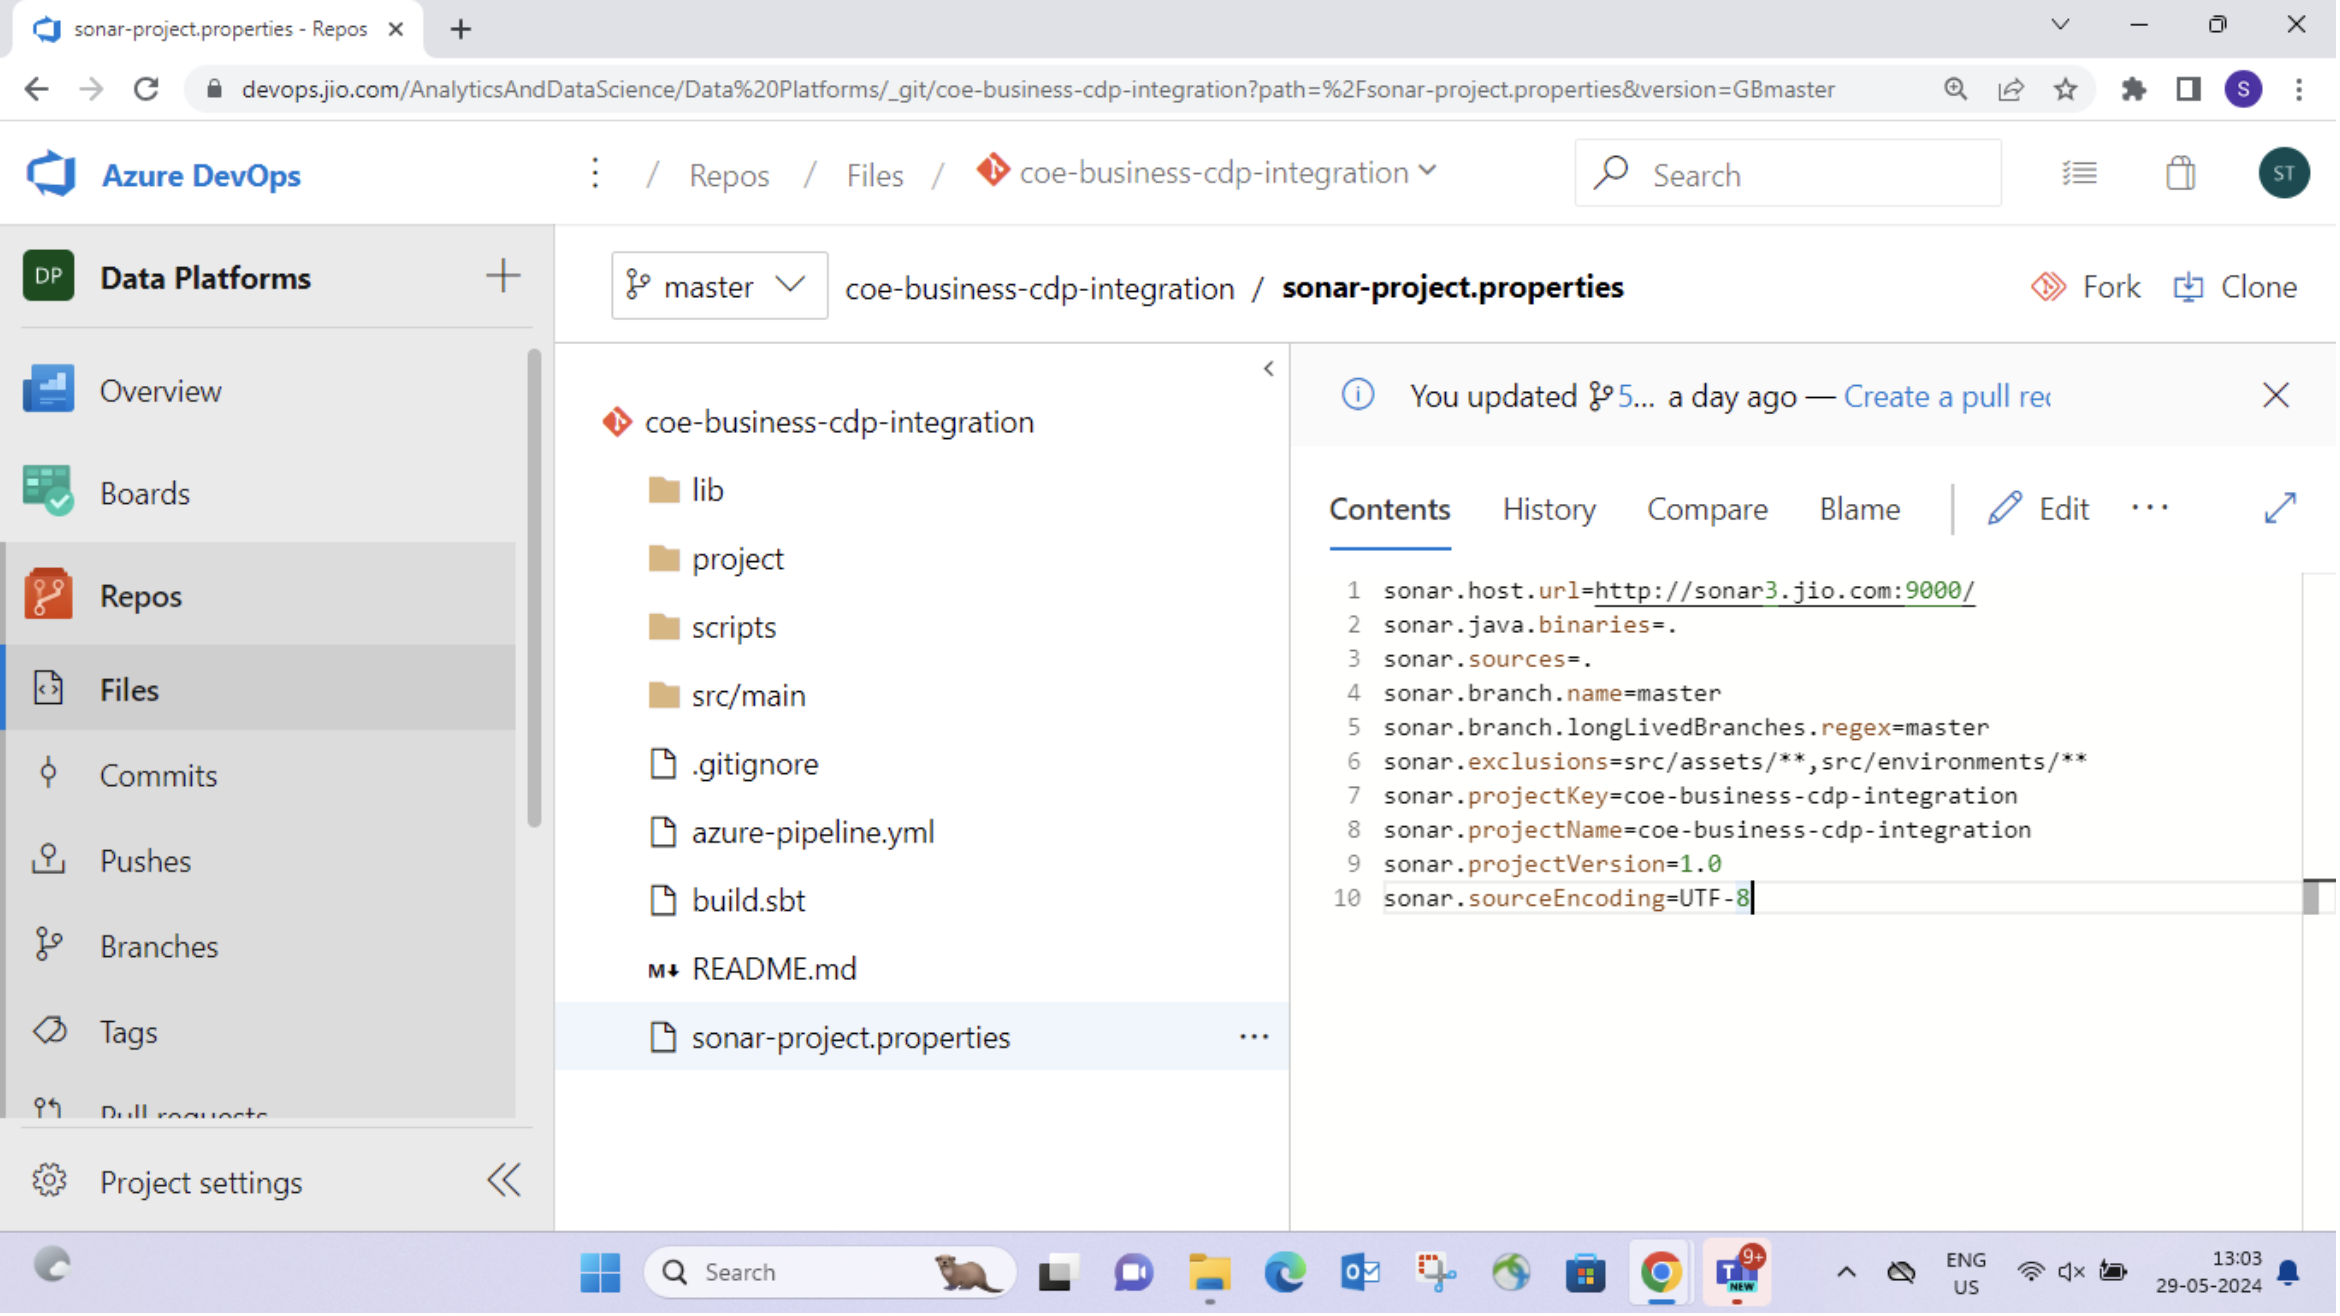 sonar-project.properties - Repos
devops.jio.com/AnalyticsAndDataScience/Data%20Platforms/_git/coe-business-cdp-integration?path=%2Fsonar-project.properties&version=GBmaster
S
Azure DevOps
/ Repos / Files / coe-business-cdp-integration
Search
ST
DP
Data Platforms
Overview
Boards
Repos
Files
Commits
Pushes
Branches
Tags
Pull requests
Project settings
master
coe-business-cdp-integration / sonar-project.properties
Fork
Clone
coe-business-cdp-integration
lib
project
scripts
src/main
.gitignore
azure-pipeline.yml
build.sbt
M README.md
sonar-project.properties
You updated 5... a day ago — Create a pull rec
Contents
History
Compare
Blame
Edit
1 sonar.host.url=http://sonar3.jio.com:9000/
2 sonar.java.binaries=.
3 sonar.sources=.
4 sonar.branch.name=master
5 sonar.branch.longLivedBranches.regex=master
6 sonar.exclusions=src/assets/**,src/environments/**
7 sonar.projectKey=coe-business-cdp-integration
8 sonar.projectName=coe-business-cdp-integration
9 sonar.projectVersion=1.0
10 sonar.sourceEncoding=UTF-8
Search
9+
NEW
ENG
US
13:03
29-05-2024